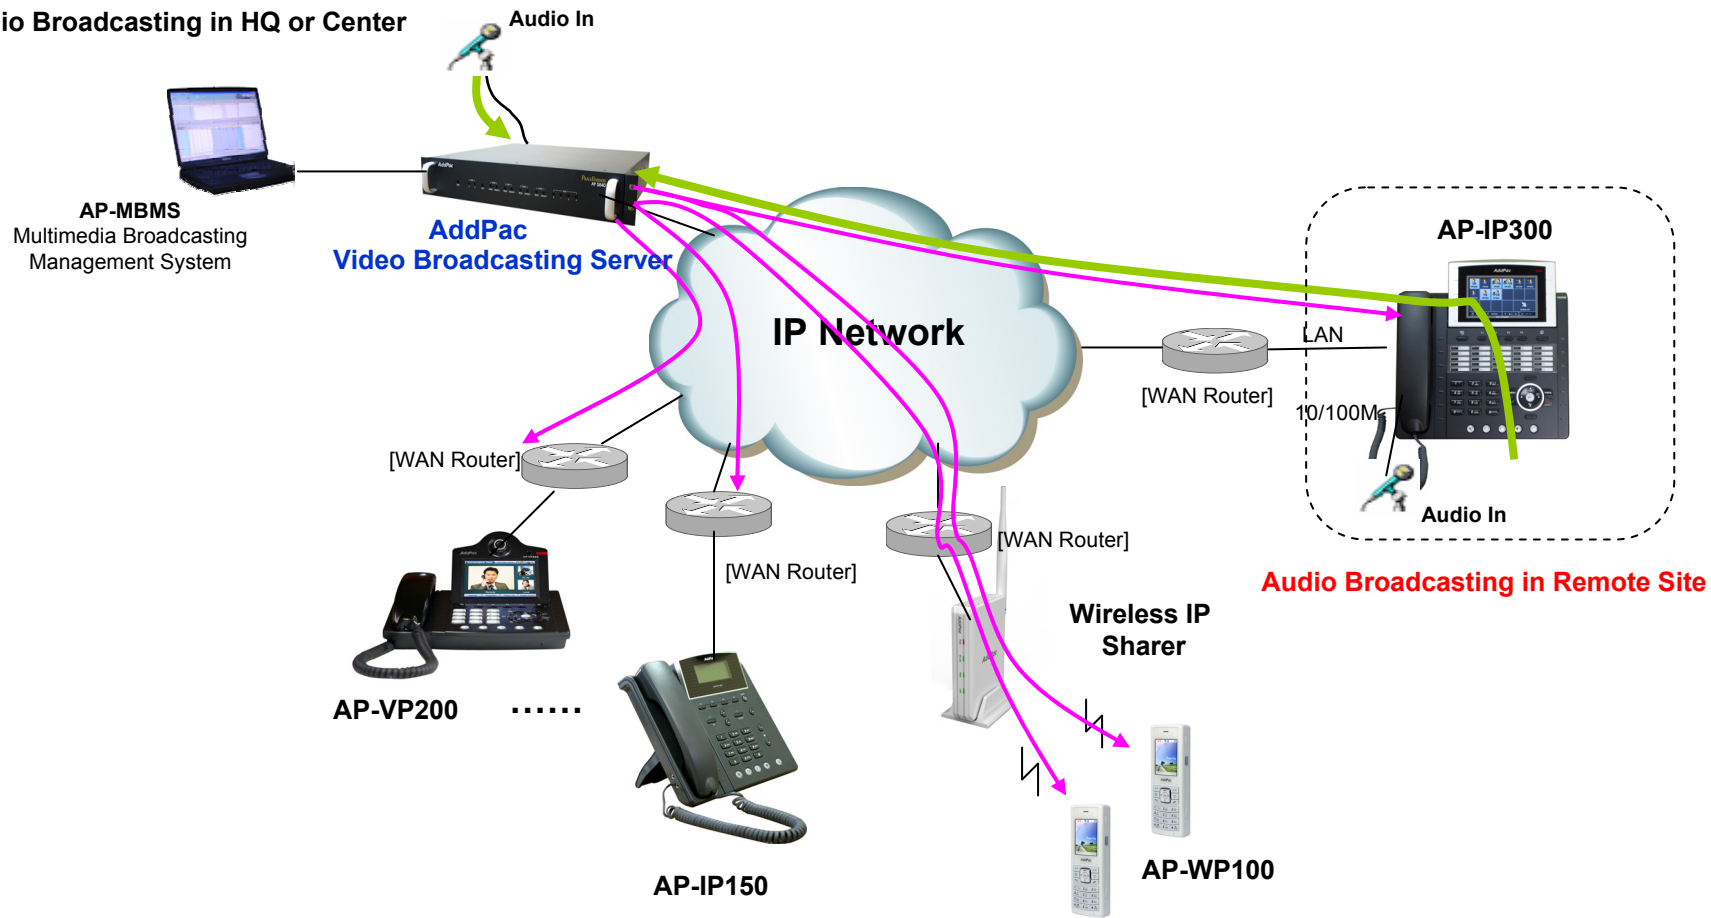 io Broadcasting in HQ or Center
Audio In
AddPac
AP-MBMS
Multimedia Broadcasting
Management System
AddPac
Video Broadcasting Server
IP Network
AP-IP300
AddPac
LAN
[WAN Router]
10/100M
Audio In
Audio Broadcasting in Remote Site
[WAN Router]
[WAN Router]
[WAN Router]
Wireless IP
Sharer
AP-VP200
......
AP-IP150
AP-WP100